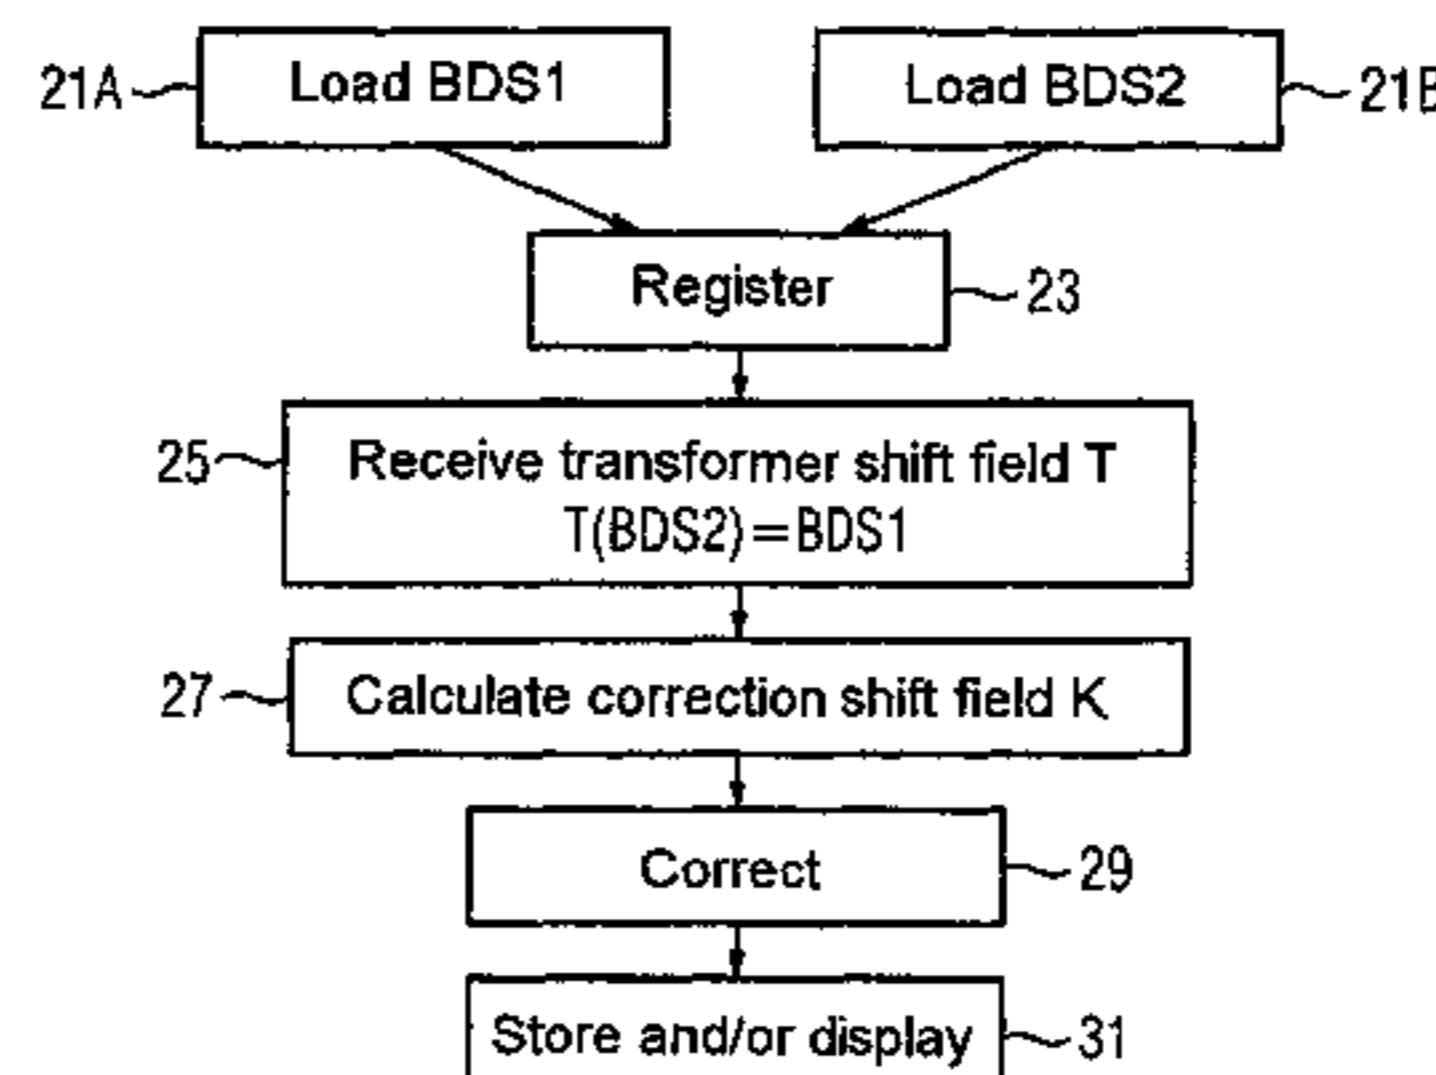 21A
Load BDS1
Load BDS2
21B
Register
23
25
Receive transformer shift field T
T(BDS2)=BDS1
27
Calculate correction shift field K
Correct
29
Store and/or display
31